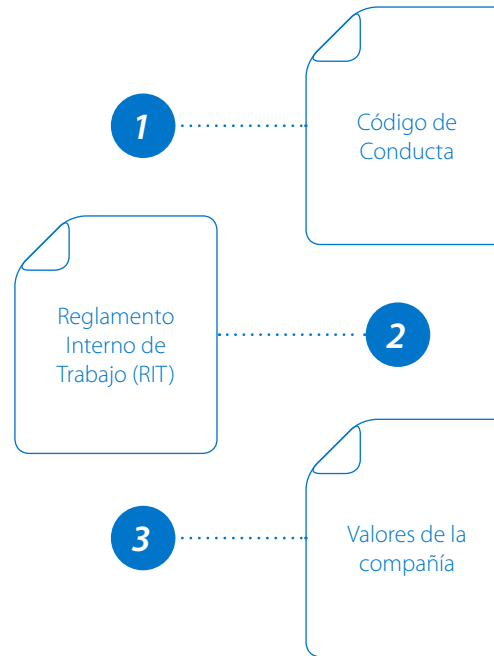 1
Código de
Conducta
Reglamento
Interno de
Trabajo (RIT)
2
3
Valores de la
compañía